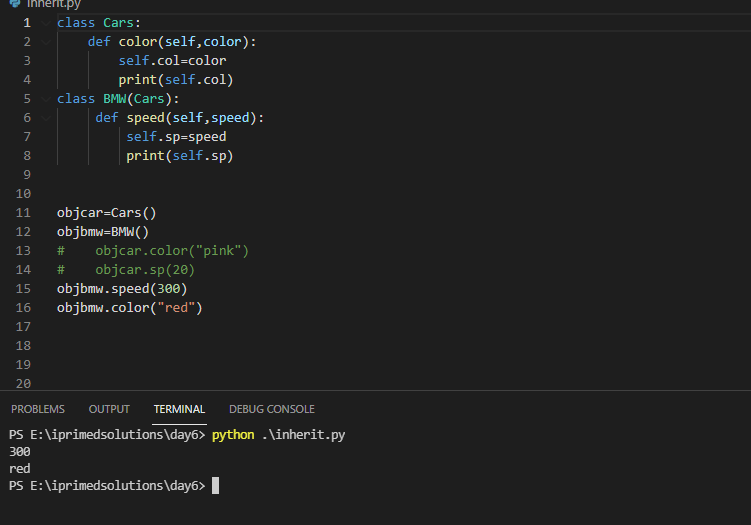 inherit.py
1 class Cars:
2     def color(self,color):
3         self.col=color
4         print(self.col)
5 class BMW(Cars):
6      def speed(self,speed):
7          self.sp=speed
8          print(self.sp)
9
10
11 objcar=Cars()
12 objbmw=BMW()
13 #    objcar.color("pink")
14 #    objcar.sp(20)
15 objbmw.speed(300)
16 objbmw.color("red")
17
18
19
20
PROBLEMS OUTPUT TERMINAL DEBUG CONSOLE
PS E:\iprimedsolutions\day6> python .\inherit.py
300
red
PS E:\iprimedsolutions\day6>